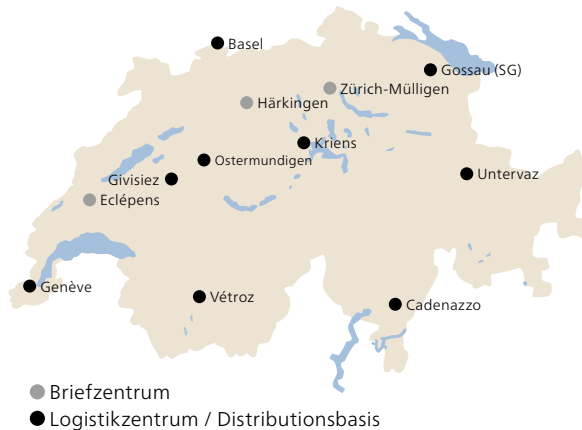 Basel
Gossau (SG)
Zürich-Mülligen
Härkingen
Kriens
Ostermundigen
Givisiez
Untervaz
Eclépens
Genève
Vétroz
Cadenazzo
Briefzentrum
Logistikzentrum / Distributionsbasis